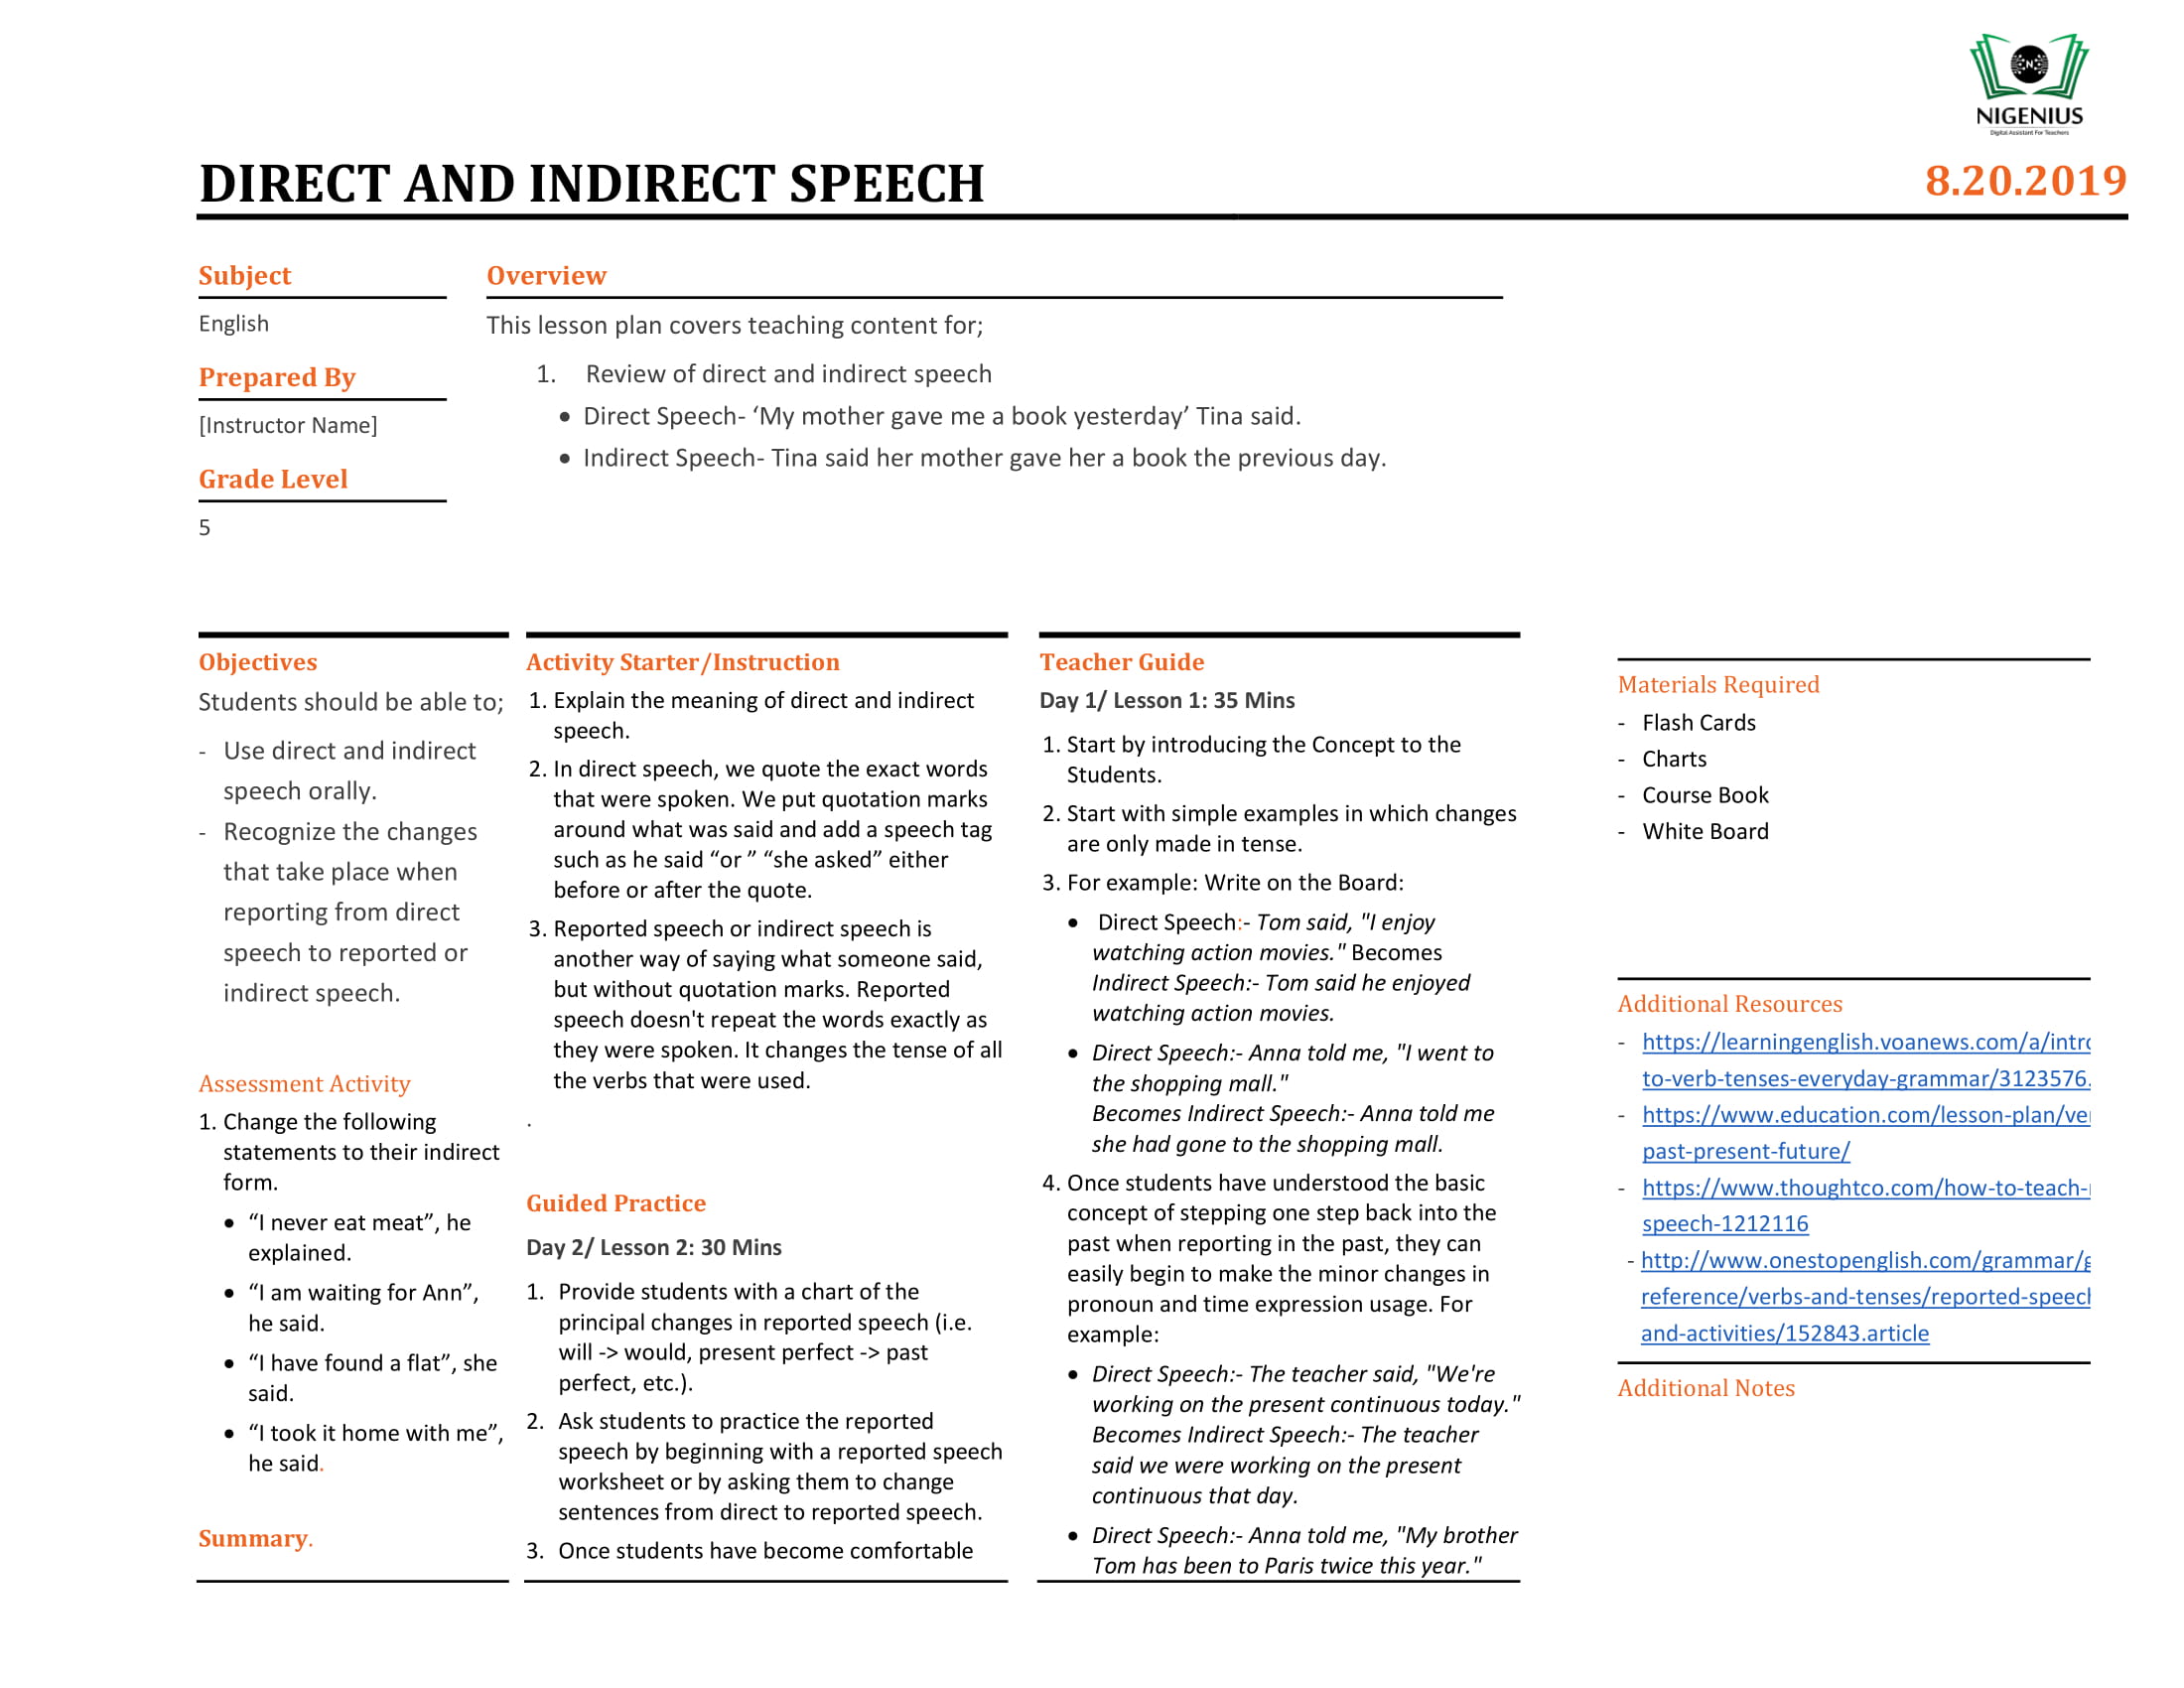 NIGENIUS
Digital Assistant For Teachers
DIRECT AND INDIRECT SPEECH
8.20.2019
Subject
English
Prepared By
[Instructor Name]
Grade Level
5
Overview
This lesson plan covers teaching content for;
1. Review of direct and indirect speech
• Direct Speech- ‘My mother gave me a book yesterday’ Tina said.
• Indirect Speech- Tina said her mother gave her a book the previous day.
Objectives
Students should be able to;
- Use direct and indirect
speech orally.
- Recognize the changes
that take place when
reporting from direct
speech to reported or
indirect speech.
Assessment Activity
1. Change the following
statements to their indirect
form.
• “I never eat meat”, he
explained.
• “I am waiting for Ann”,
he said.
• “I have found a flat”, she
said.
• “I took it home with me”,
he said.
Summary.
Activity Starter/Instruction
1. Explain the meaning of direct and indirect
speech.
2. In direct speech, we quote the exact words
that were spoken. We put quotation marks
around what was said and add a speech tag
such as he said “or ” “she asked” either
before or after the quote.
3. Reported speech or indirect speech is
another way of saying what someone said,
but without quotation marks. Reported
speech doesn't repeat the words exactly as
they were spoken. It changes the tense of all
the verbs that were used.
.
Guided Practice
Day 2/ Lesson 2: 30 Mins
1. Provide students with a chart of the
principal changes in reported speech (i.e.
will -> would, present perfect -> past
perfect, etc.).
2. Ask students to practice the reported
speech by beginning with a reported speech
worksheet or by asking them to change
sentences from direct to reported speech.
3. Once students have become comfortable
Teacher Guide
Day 1/ Lesson 1: 35 Mins
1. Start by introducing the Concept to the
Students.
2. Start with simple examples in which changes
are only made in tense.
3. For example: Write on the Board:
• Direct Speech:- Tom said, "I enjoy
watching action movies." Becomes
Indirect Speech:- Tom said he enjoyed
watching action movies.
• Direct Speech:- Anna told me, "I went to
the shopping mall."
Becomes Indirect Speech:- Anna told me
she had gone to the shopping mall.
4. Once students have understood the basic
concept of stepping one step back into the
past when reporting in the past, they can
easily begin to make the minor changes in
pronoun and time expression usage. For
example:
• Direct Speech:- The teacher said, "We're
working on the present continuous today."
Becomes Indirect Speech:- The teacher
said we were working on the present
continuous that day.
• Direct Speech:- Anna told me, "My brother
Tom has been to Paris twice this year."
Materials Required
- Flash Cards
- Charts
- Course Book
- White Board
Additional Resources
- https://learningenglish.voanews.com/a/intro
to-verb-tenses-everyday-grammar/3123576.
- https://www.education.com/lesson-plan/ve
past-present-future/
- https://www.thoughtco.com/how-to-teach-
speech-1212116
- http://www.onestopenglish.com/grammar/g
reference/verbs-and-tenses/reported-speech
and-activities/152843.article
Additional Notes